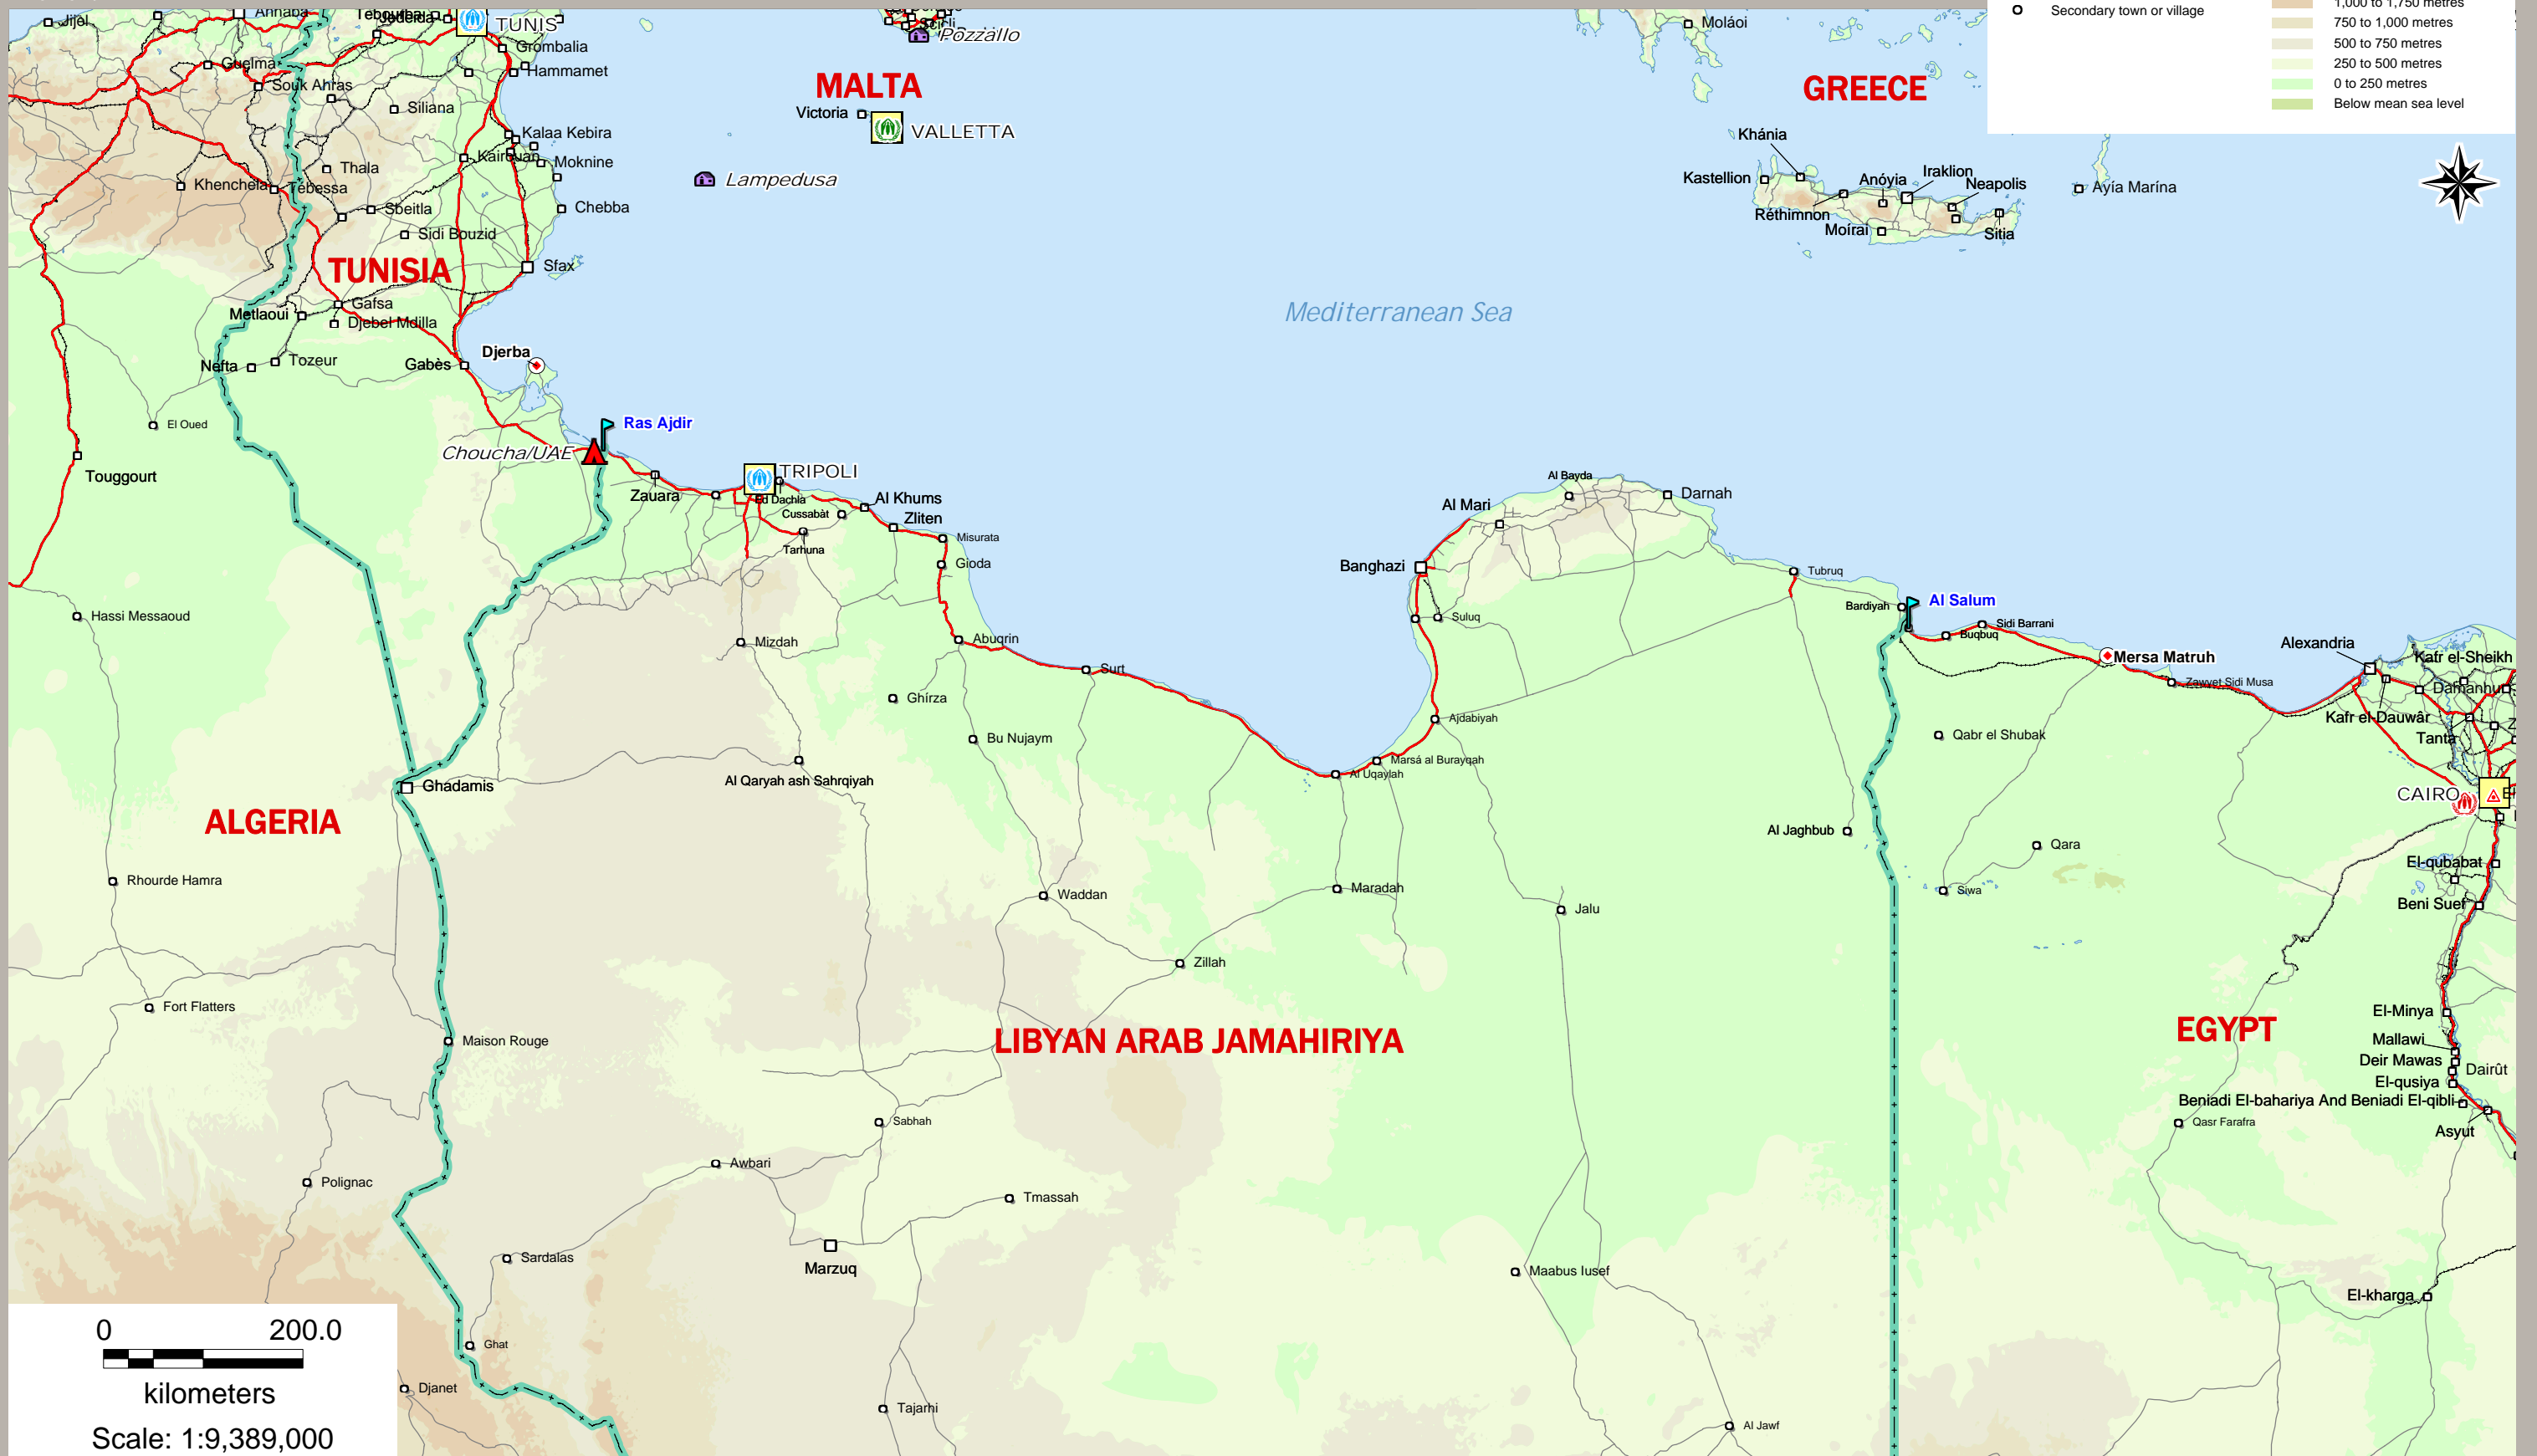 Jijel
Annaba
TUNIS
Grombalia
Hammamet
Guelma
Souk Ahras
Siliana
Kalaa Kebira
Kairouan
Moknine
Thala
Khenchela
Tébessa
Sbeitla
Chebba
Sidi Bouzid
Sfax
TUNISIA
Gafsa
Metlaoui
Djebel Mdilla
Nefta
Tozeur
Gabès
Djerba
El Oued
Touggourt
Hassi Messaoud
Pozzallo
MALTA
Victoria
VALLETTA
Lampedusa
Moláoi
GREECE
Khánia
Kastellion
Anóyia
Iraklion
Neapolis
Réthimnon
Moírai
Sitia
Ayía Marína
Secondary town or village
1,000 to 1,750 metres
750 to 1,000 metres
500 to 750 metres
250 to 500 metres
0 to 250 metres
Below mean sea level
Mediterranean Sea
Ras Ajdir
Choucha/UAE
Zauara
TRIPOLI
Ed Dachla
Cussabàt
Tarhuna
Al Khums
Zliten
Misurata
Gioda
Abuqrin
Mizdah
Surt
Ghírza
Bu Nujaym
Al Qaryah ash Sahrqiyah
Ghadamis
ALGERIA
Rhourde Hamra
Fort Flatters
Maison Rouge
Polignac
Al Bayda
Al Mari
Darnah
Banghazi
Suluq
Tubruq
Bardiyah
Al Salum
Buqbuq
Sidi Barrani
Mersa Matruh
Zawyet Sidi Musa
Alexandria
Kafr el-Sheikh
Kafr el-Dauwâr
Tanta
Ajdabiyah
Marsá al Burayqah
Al Uqaylah
Qabr el Shubak
CAIRO
Al Jaghbub
Qara
Siwa
El-qubabat
Beni Suef
Waddan
Maradah
Jalu
Zillah
LIBYAN ARAB JAMAHIRIYA
EGYPT
El-Minya
Mallawi
Deir Mawas
Dairût
El-qusiya
Beniadi El-bahariya And Beniadi El-qibli
Qasr Farafra
Asyut
Sabhah
Awbari
Tmassah
Sardalas
Marzuq
Maabus Iusef
El-kharga
Ghat
Djanet
Tajarhi
Al Jawf
0 200.0
kilometers
Scale: 1:9,389,000